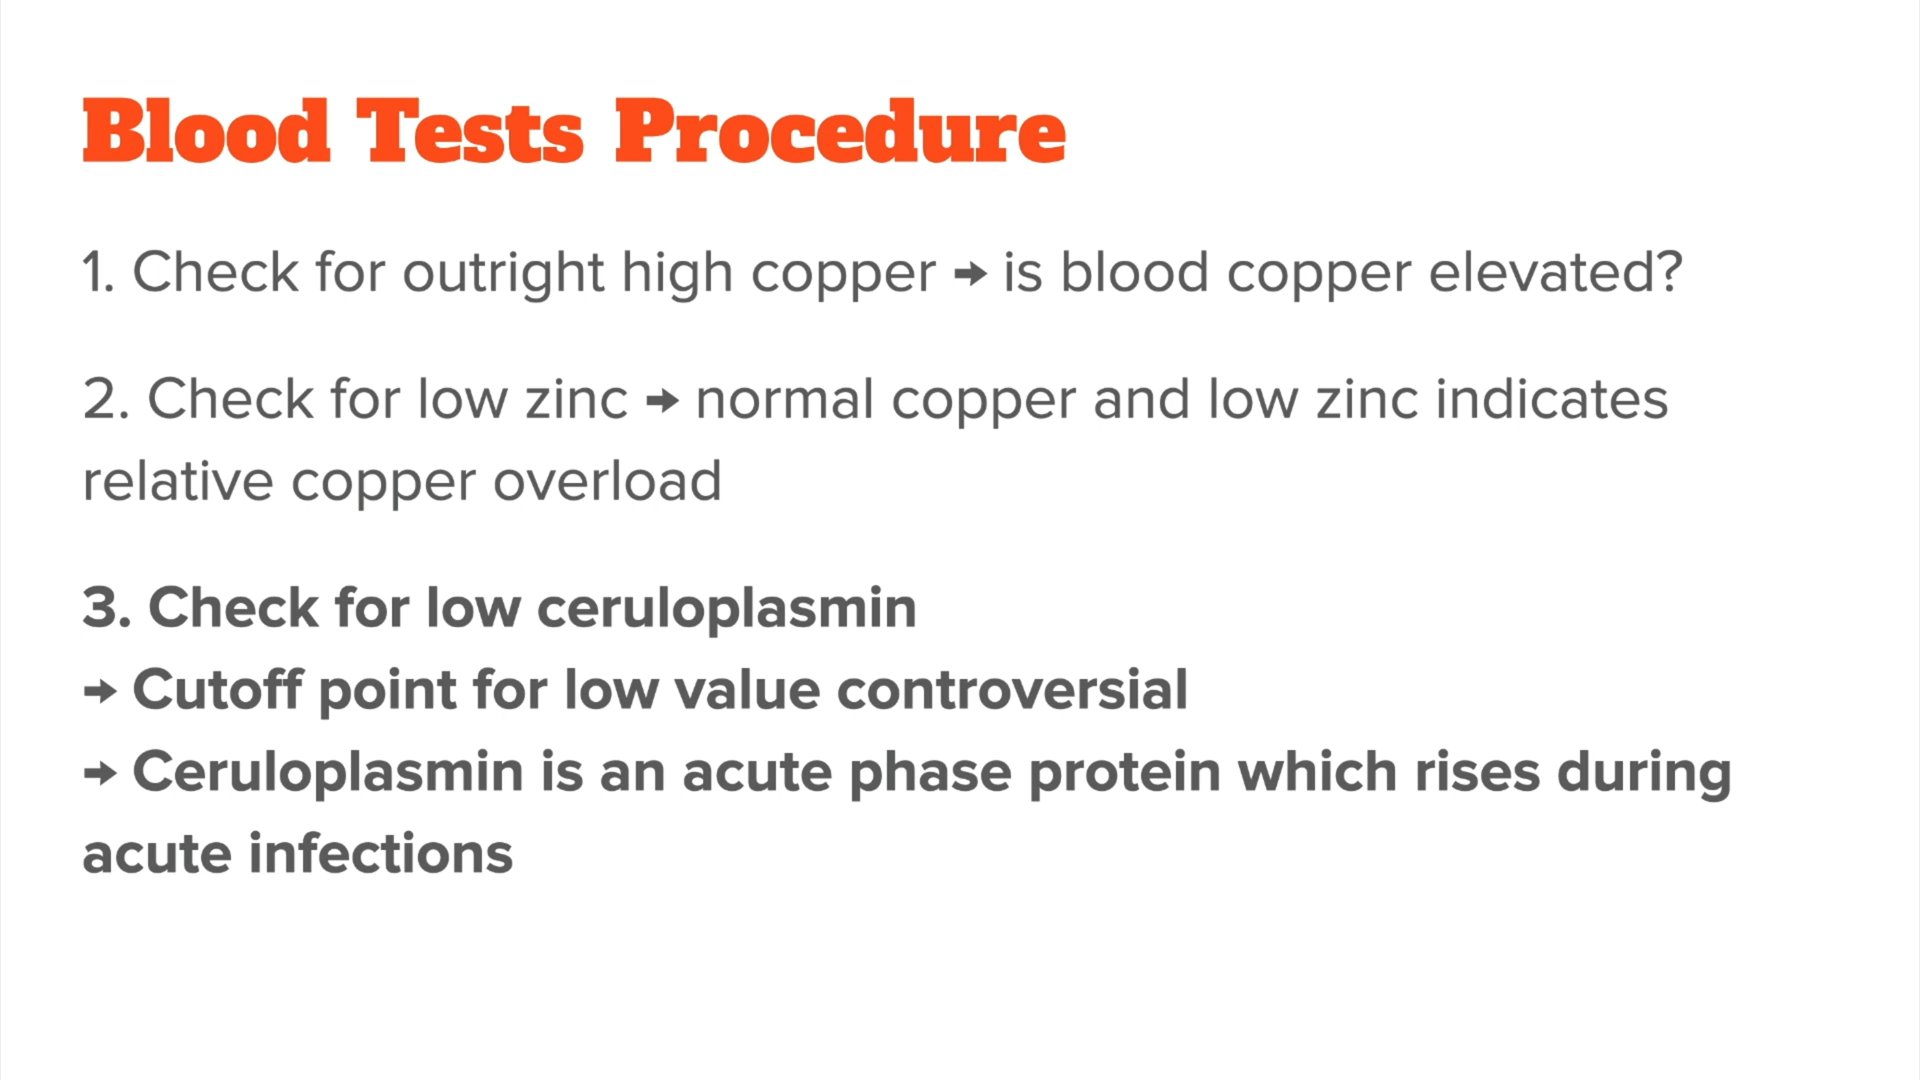 Blood Tests Procedure
1. Check for outright high copper → is blood copper elevated?
2. Check for low zinc → normal copper and low zinc indicates
relative copper overload
3. Check for low ceruloplasmin
→ Cutoff point for low value controversial
→ Ceruloplasmin is an acute phase protein which rises during
acute infections